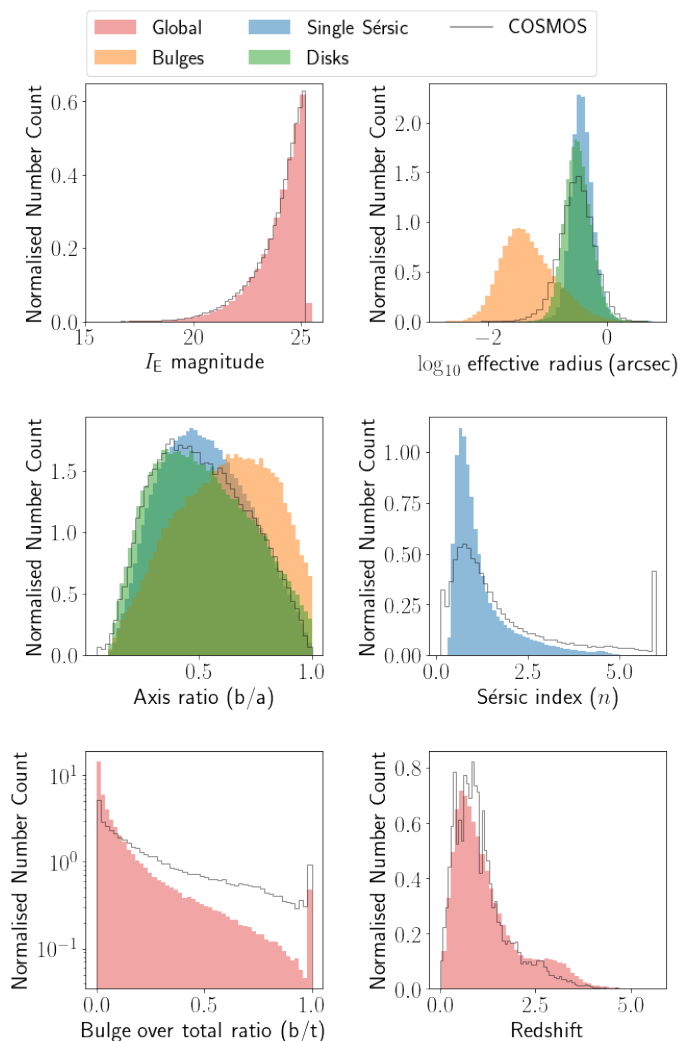 Global Single Sérsic COSMOS
Bulges Disks
Normalised Number Count
0.6
0.4
0.2
0.0
15 20 25
I_E magnitude
Normalised Number Count
2.0
1.5
1.0
0.5
0.0
−2 0
log₁₀ effective radius (arcsec)
Normalised Number Count
1.5
1.0
0.5
0.0
0.5 1.0
Axis ratio (b/a)
Normalised Number Count
1.00
0.75
0.50
0.25
0.00
0.0 2.5 5.0
Sérsic index (n)
Normalised Number Count
10¹
10⁰
10⁻¹
0.0 0.5 1.0
Bulge over total ratio (b/t)
Normalised Number Count
0.8
0.6
0.4
0.2
0.0
0.0 2.5 5.0
Redshift